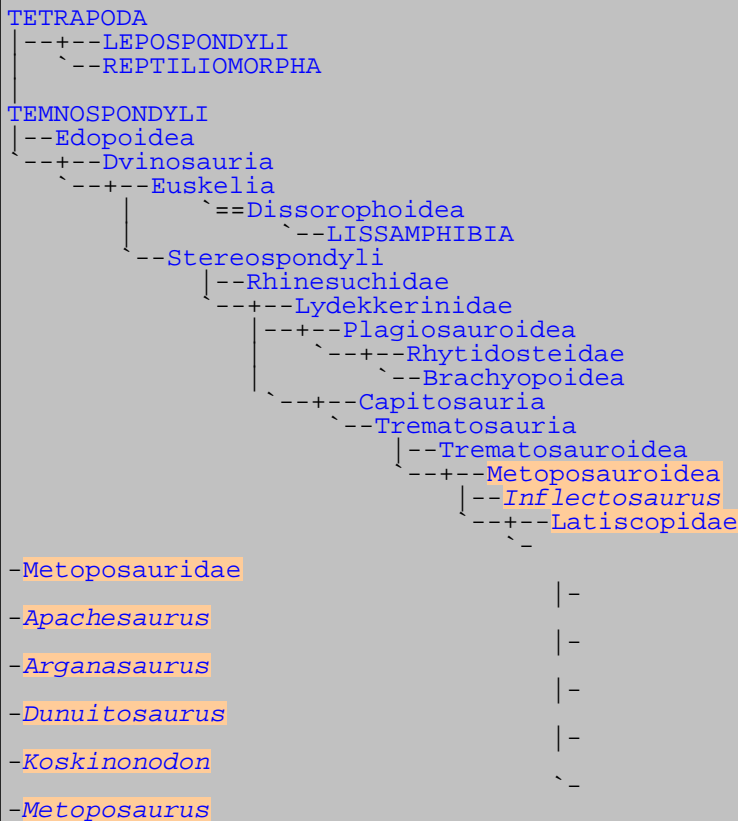 TETRAPODA
|--+--LEPOSPONDYLI
|  `--REPTILIOMORPHA
|
TEMNOSPONDYLI
|--Edopoidea
`--+--Dvinosauria
   `--+--Euskelia
      |    `==Dissorophoidea
      |         `--LISSAMPHIBIA
      `--Stereospondyli
           |--Rhinesuchidae
           `--+--Lydekkerinidae
              |--+--Plagiosauroidea
              |  `--+--Rhytidosteidae
              |     `--Brachyopoidea
              `--+--Capitosauria
                 `--Trematosauria
                      |--Trematosauroidea
                      `--+--Metoposauroidea
                           |--Inflectosaurus
                           `--+--Latiscopidae
                              `-
-Metoposauridae
|-
-Apachesaurus
|-
-Arganasaurus
|-
-Dunuitosaurus
|-
-Koskinonodon
`-
-Metoposaurus